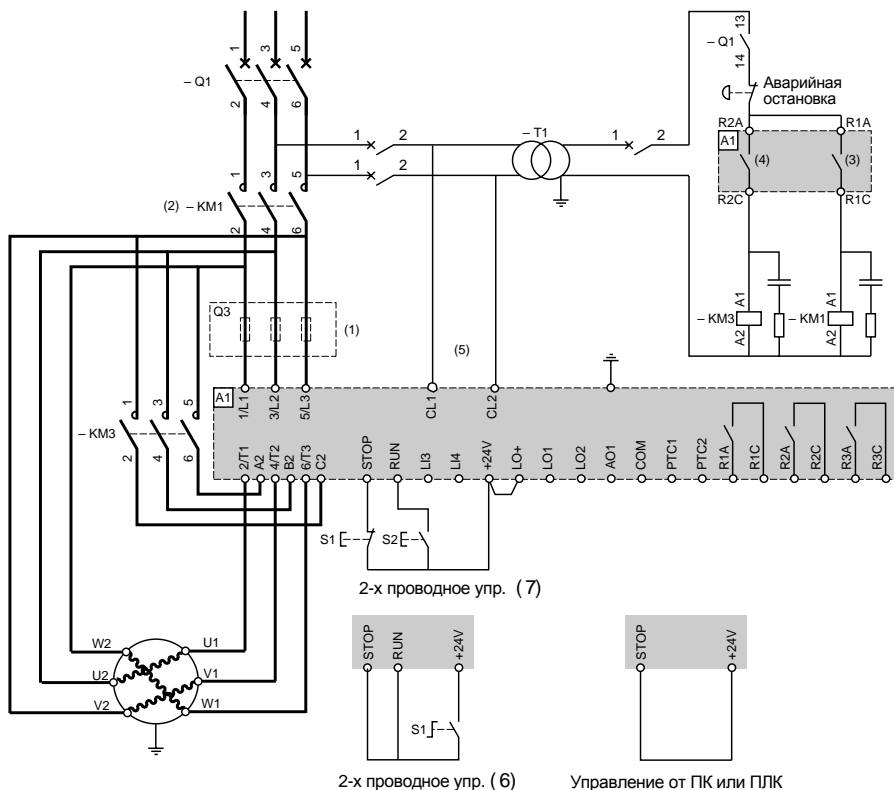 1 3 5
– Q1
2 4 6
1 2
– T1
1 2
1 2
13
– Q1
14
Аварийная
остановка
R2A R1A
A1
(4) (3)
R2C R1C
1 3 5
(2) – KM1
2 4 6
A1 A1
– KM3 – KM1
A2 A2
Q3
(1)
(5)
A1
1/L1 3/L2 5/L3 CL1 CL2
1 3 5
– KM3
2 4 6
2/T1 A2 4/T2 B2 6/T3 C2 STOP RUN LI3 LI4 +24V LO+ LO1 LO2 AO1 COM PTC1 PTC2 R1A R1C R2A R2C R3A R3C
S1 S2
2-х проводное упр. (7)
W2 U1
U2 V1
V2 W1
STOP RUN +24V
S1
2-х проводное упр. (6)
STOP +24V
Управление от ПК или ПЛК